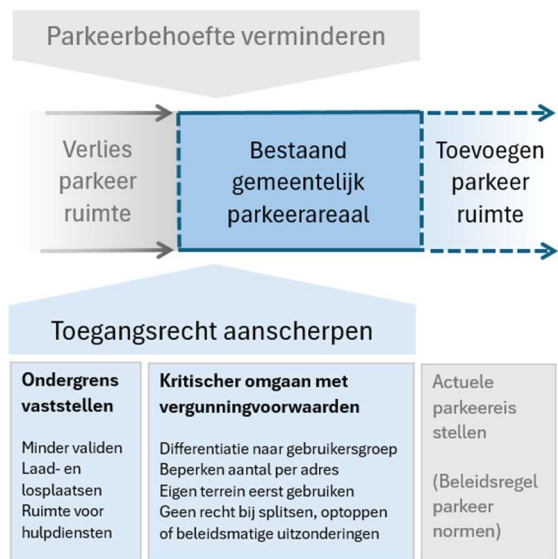 Parkeerbehoefte verminderen
Verlies
parkeer
ruimte
Bestaand
gemeentelijk
parkeerareaal
Toevoegen
parkeer
ruimte
Toegangsrecht aanscherpen
Ondergrens
vaststellen
Minder validen
Laad- en
losplaatsen
Ruimte voor
hulpdiensten
Kritischer omgaan met
vergunningvoorwaarden
Differentiatie naar gebruikersgroep
Beperken aantal per adres
Eigen terrein eerst gebruiken
Geen recht bij splitsen, optoppen
of beleidsmatige uitzonderingen
Actuele
parkeereis
stellen
(Beleidsregel
parkeer
normen)